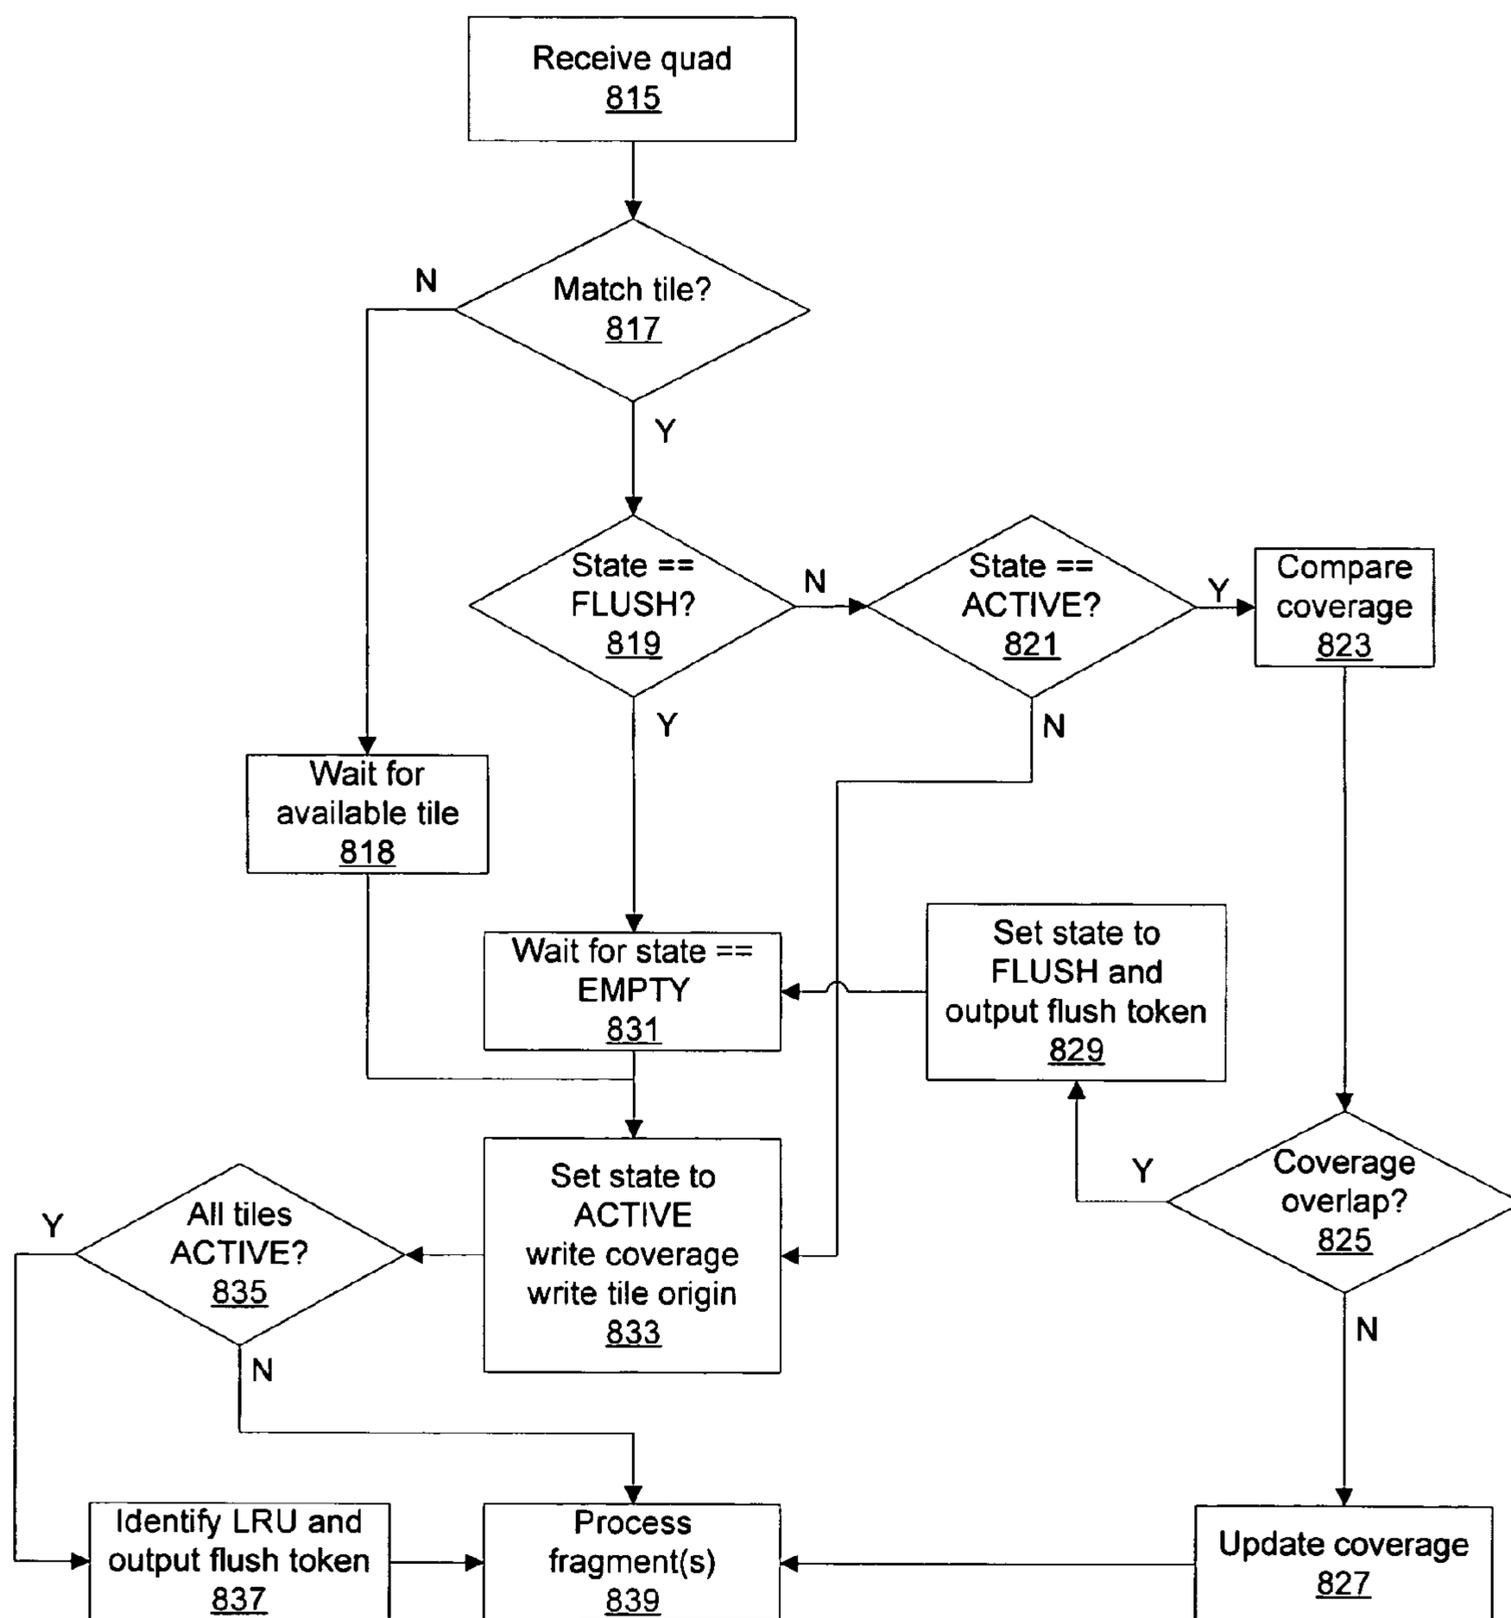 Receive quad
815
N
Match tile?
817
Y
State ==
FLUSH?
819
N
State ==
ACTIVE?
821
Y
Compare
coverage
823
Y
N
Wait for
available tile
818
Wait for state ==
EMPTY
831
Set state to
FLUSH and
output flush token
829
Y
Coverage
overlap?
825
N
Set state to
ACTIVE
write coverage
write tile origin
833
Y
All tiles
ACTIVE?
835
N
Identify LRU and
output flush token
837
Process
fragment(s)
839
Update coverage
827